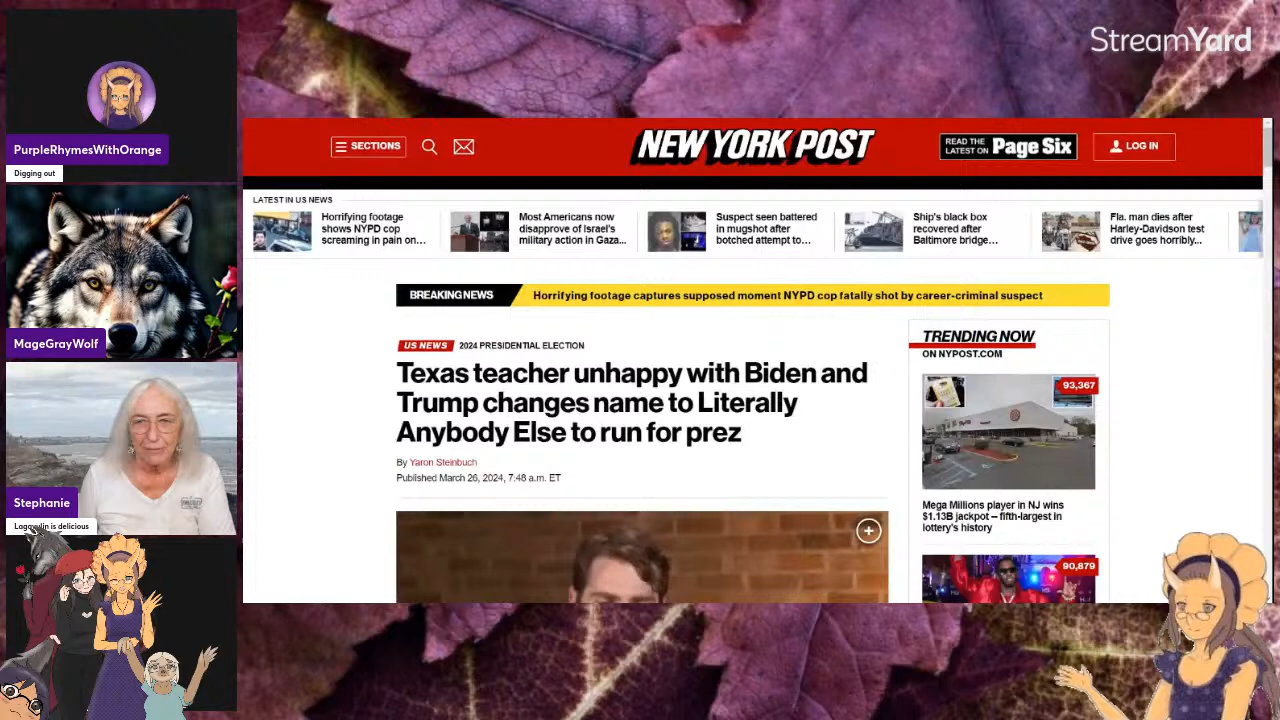 StreamYard
PurpleRhymesWithOrange
Digging out
MageGrayWolf
Stephanie
Lagavulin is delicious
SECTIONS
NEW YORK POST
READ THE
LATEST ON
Page Six
LOG IN
LATEST IN US NEWS
Horrifying footage
shows NYPD cop
screaming in pain on...
Most Americans now
disapprove of Israel's
military action in Gaza...
Suspect seen battered
in mugshot after
botched attempt to...
Ship's black box
recovered after
Baltimore bridge...
Fla. man dies after
Harley-Davidson test
drive goes horribly...
BREAKING NEWS
Horrifying footage captures supposed moment NYPD cop fatally shot by career-criminal suspect
US NEWS 2024 PRESIDENTIAL ELECTION
Texas teacher unhappy with Biden and
Trump changes name to Literally
Anybody Else to run for prez
By Yaron Steinbuch
Published March 26, 2024, 7:48 a.m. ET
TRENDING NOW
ON NYPOST.COM
93,367
Mega Millions player in NJ wins
$1.13B jackpot – fifth-largest in
lottery's history
90,879